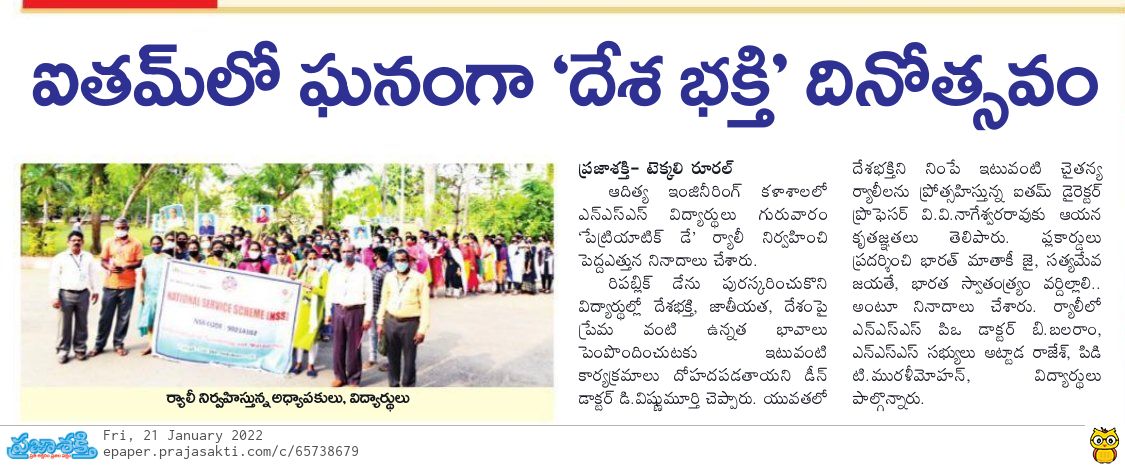 ఐతమ్‌లో ఘనంగా ‘దేశ భక్తి’ దినోత్సవం
NATIONAL SERVICE SCHEME (NSS)
ర్యాలీ నిర్వహిస్తున్న అధ్యాపకులు, విద్యార్థులు
ప్రజాశక్తి– టెక్కలి రూరల్
ఆదిత్య ఇంజినీరింగ్ కళాశాలలో
ఎన్ఎస్ఎస్ విద్యార్థులు గురువారం
‘పేట్రియాటిక్ డే’ ర్యాలీ నిర్వహించి
పెద్దఎత్తున నినాదాలు చేశారు.
రిపబ్లిక్ డేను పురస్కరించుకొని
విద్యార్థుల్లో దేశభక్తి, జాతీయత, దేశంపై
ప్రేమ వంటి ఉన్నత భావాలు
పెంపొందించుటకు ఇటువంటి
కార్యక్రమాలు దోహదపడతాయని డీన్
డాక్టర్ డి.విష్ణుమూర్తి చెప్పారు. యువతలో
దేశభక్తిని నింపే ఇటువంటి చైతన్య
ర్యాలీలను ప్రోత్సహిస్తున్న ఐతమ్ డైరెక్టర్
ప్రొఫెసర్ వి.వి.నాగేశ్వరరావుకు ఆయన
కృతజ్ఞతలు తెలిపారు. ప్లకార్డులు
ప్రదర్శించి భారత్ మాతాకీ జై, సత్యమేవ
జయతే, భారత స్వాతంత్ర్యం వర్దిల్లాలి..
అంటూ నినాదాలు చేశారు. ర్యాలీలో
ఎన్ఎస్ఎస్ పిఒ డాక్టర్ బి.బలరాం,
ఎన్ఎస్ఎస్ సభ్యులు అట్టాడ రాజేశ్, పిడి
టి.మురళీమోహన్, విద్యార్థులు
పాల్గొన్నారు.
ప్రజాశక్తి
Fri, 21 January 2022
epaper.prajasakti.com/c/65738679